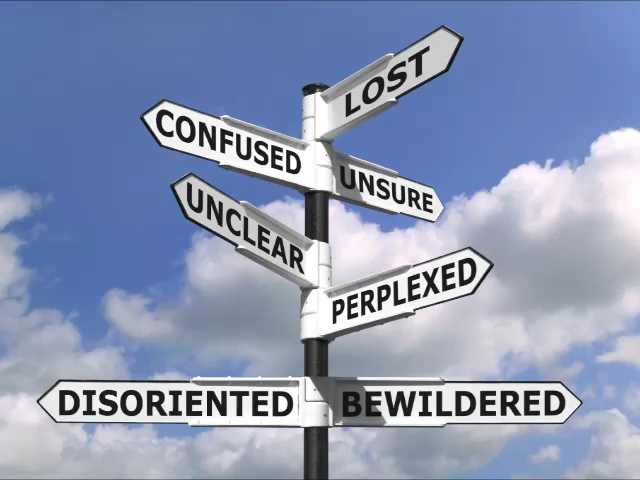 LOST
CONFUSED
UNSURE
UNCLEAR
PERPLEXED
DISORIENTED
BEWILDERED